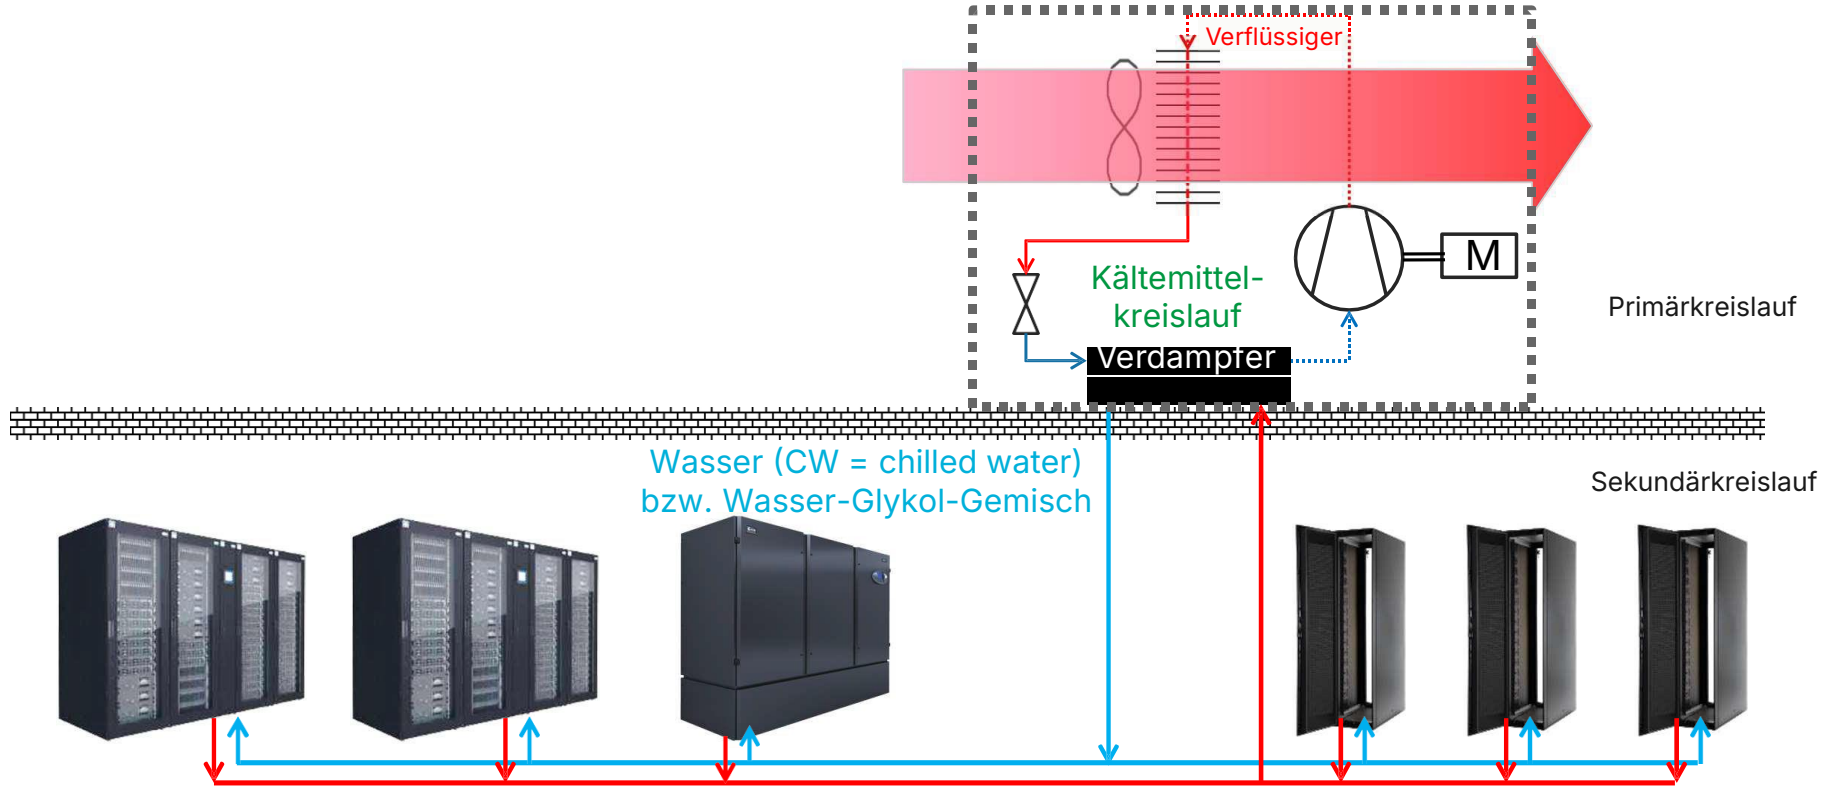 Verflüssiger
M
Kältemittel-
kreislauf
Primärkreislauf
Verdampfer
Wasser (CW = chilled water)
bzw. Wasser-Glykol-Gemisch
Sekundärkreislauf